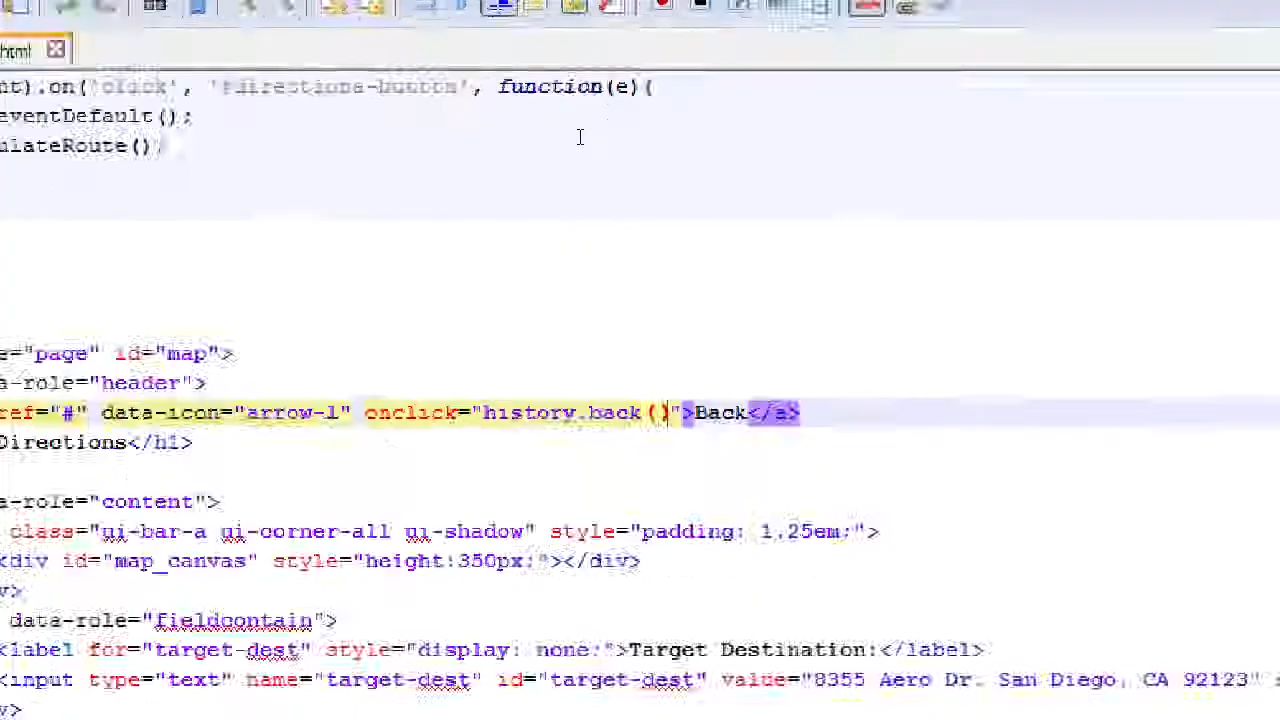 html
nt).on('click', '#directions-button', function(e){
eventDefault();
ulateRoute();
e="page" id="map">
a-role="header">
ref="#" data-icon="arrow-l" onclick="history.back()">Back</a>
Directions</h1>
a-role="content">
class="ui-bar-a ui-corner-all ui-shadow" style="padding: 1.25em;">
<div id="map_canvas" style="height:350px;"></div>
v>
data-role="fieldcontain">
<label for="target-dest" style="display: none;">Target Destination:</label>
<input type="text" name="target-dest" id="target-dest" value="8355 Aero Dr. San Diego, CA 92123"
v>